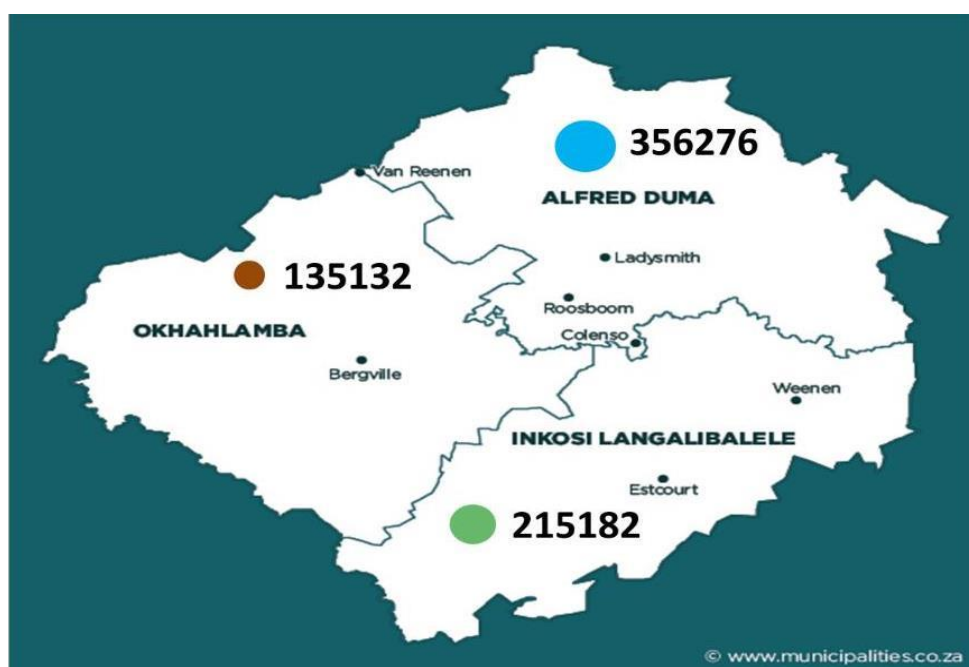 356276
Van Reenen
ALFRED DUMA
Ladysmith
135132
Roosboom
OKHAHLAMBA
Colenso
Bergville
Weenen
INKOSI LANGALIBALELE
Estcourt
215182
© www.municipalities.co.za